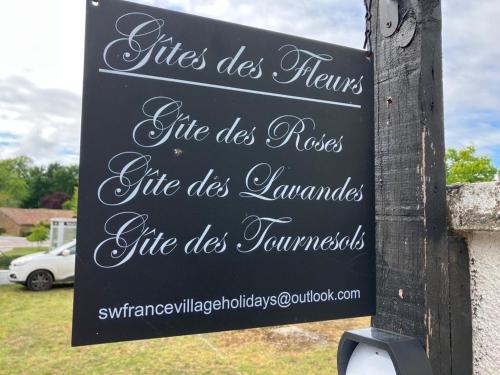 Gîtes des Fleurs
Gîte des Roses
Gîte des Lavandes
Gîte des Tournesols
swfrancevillageholidays@outlook.com